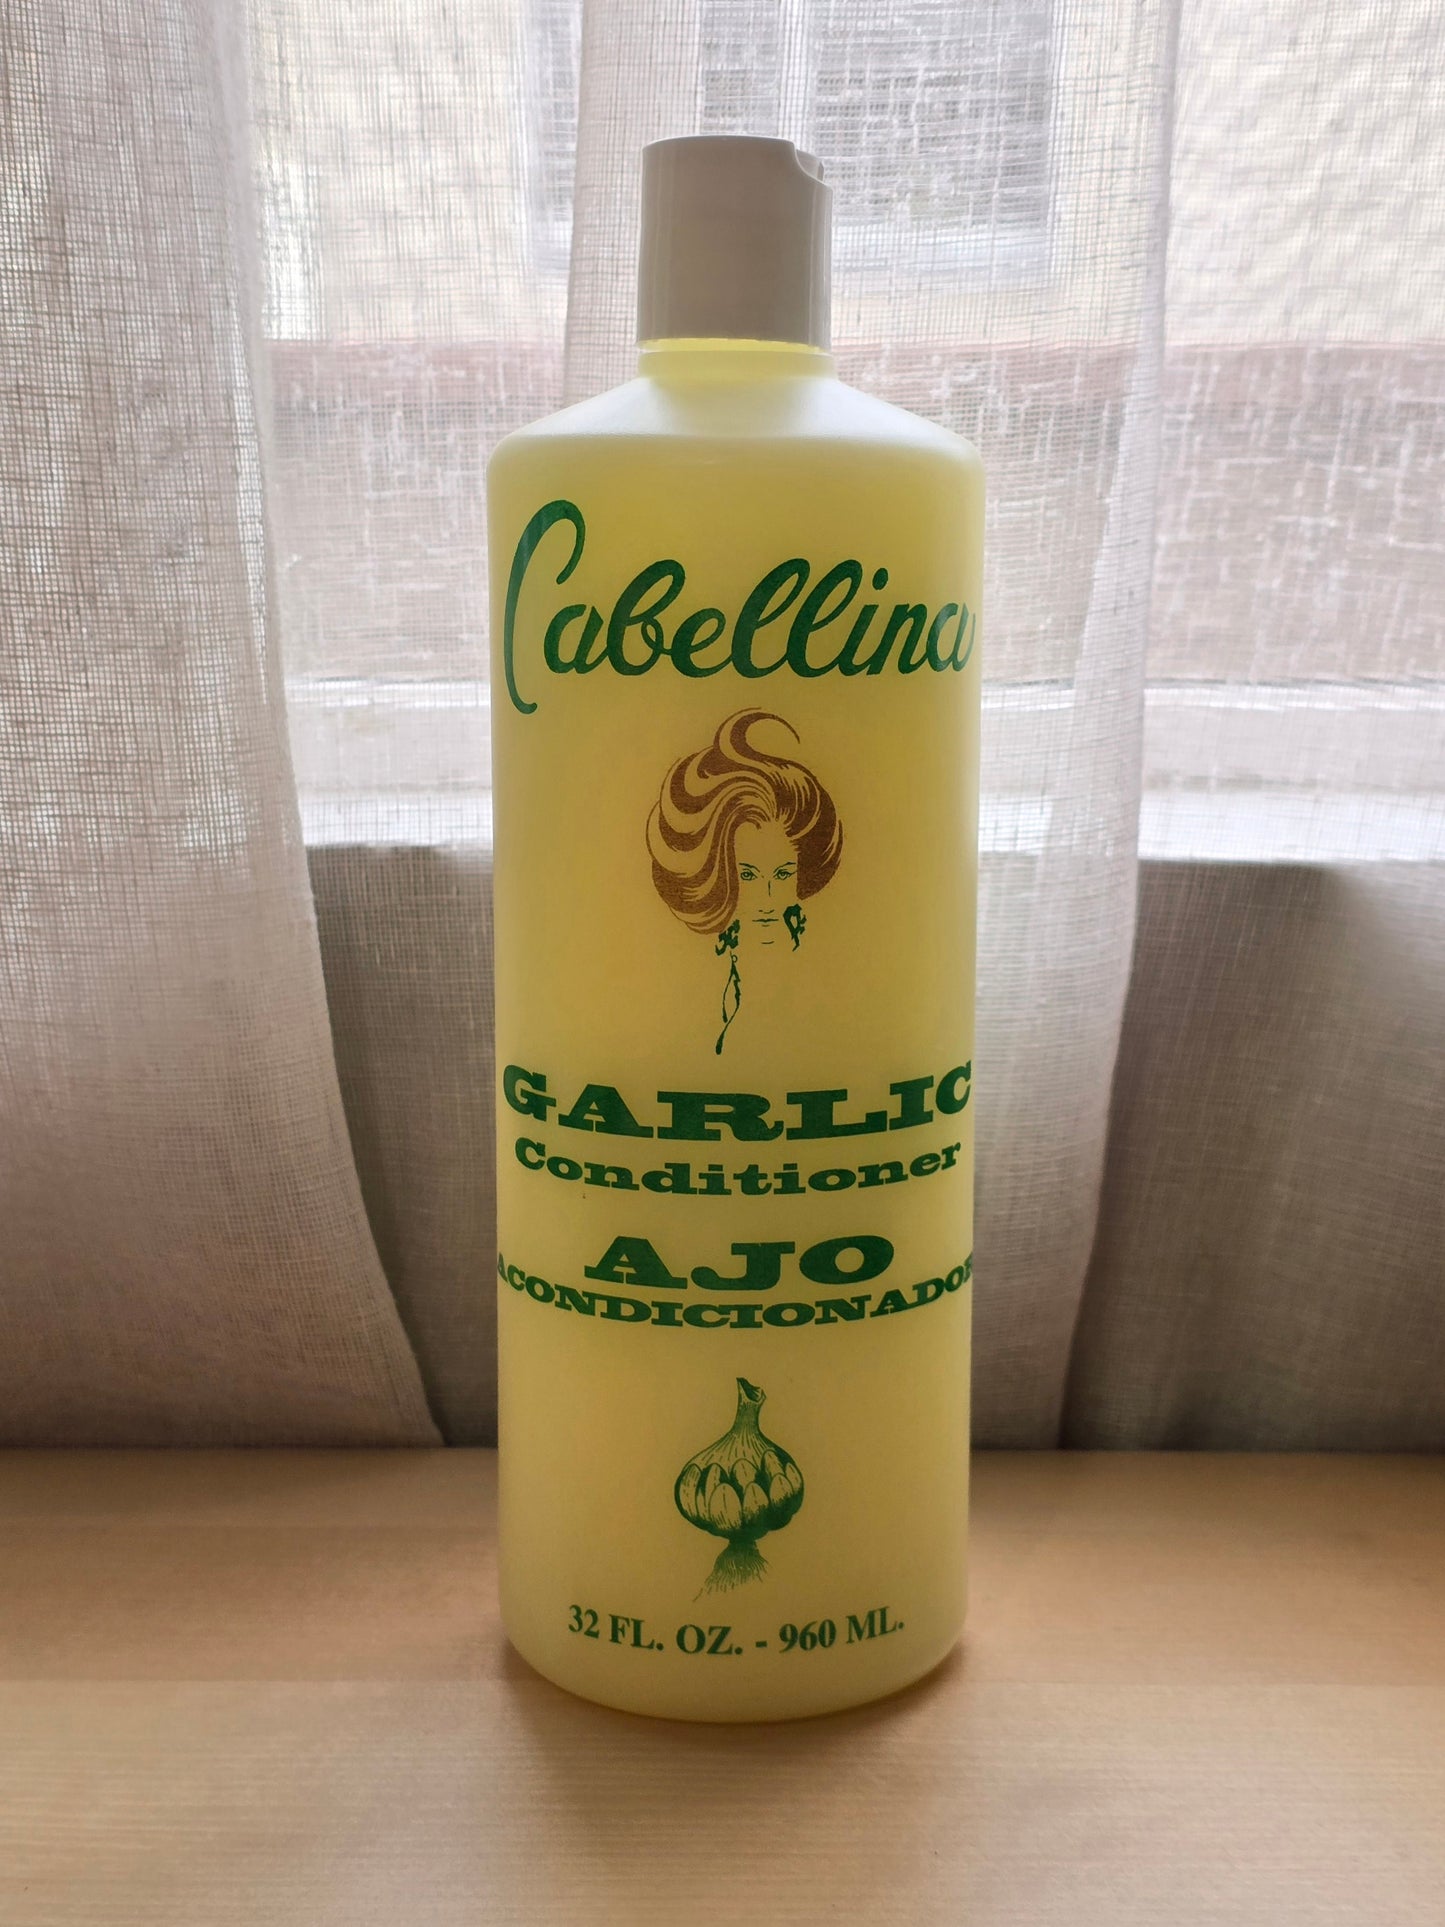 Cabellina
GARLIC
Conditioner
AJO
ACONDICIONADOR
32 FL. OZ. - 960 ML.